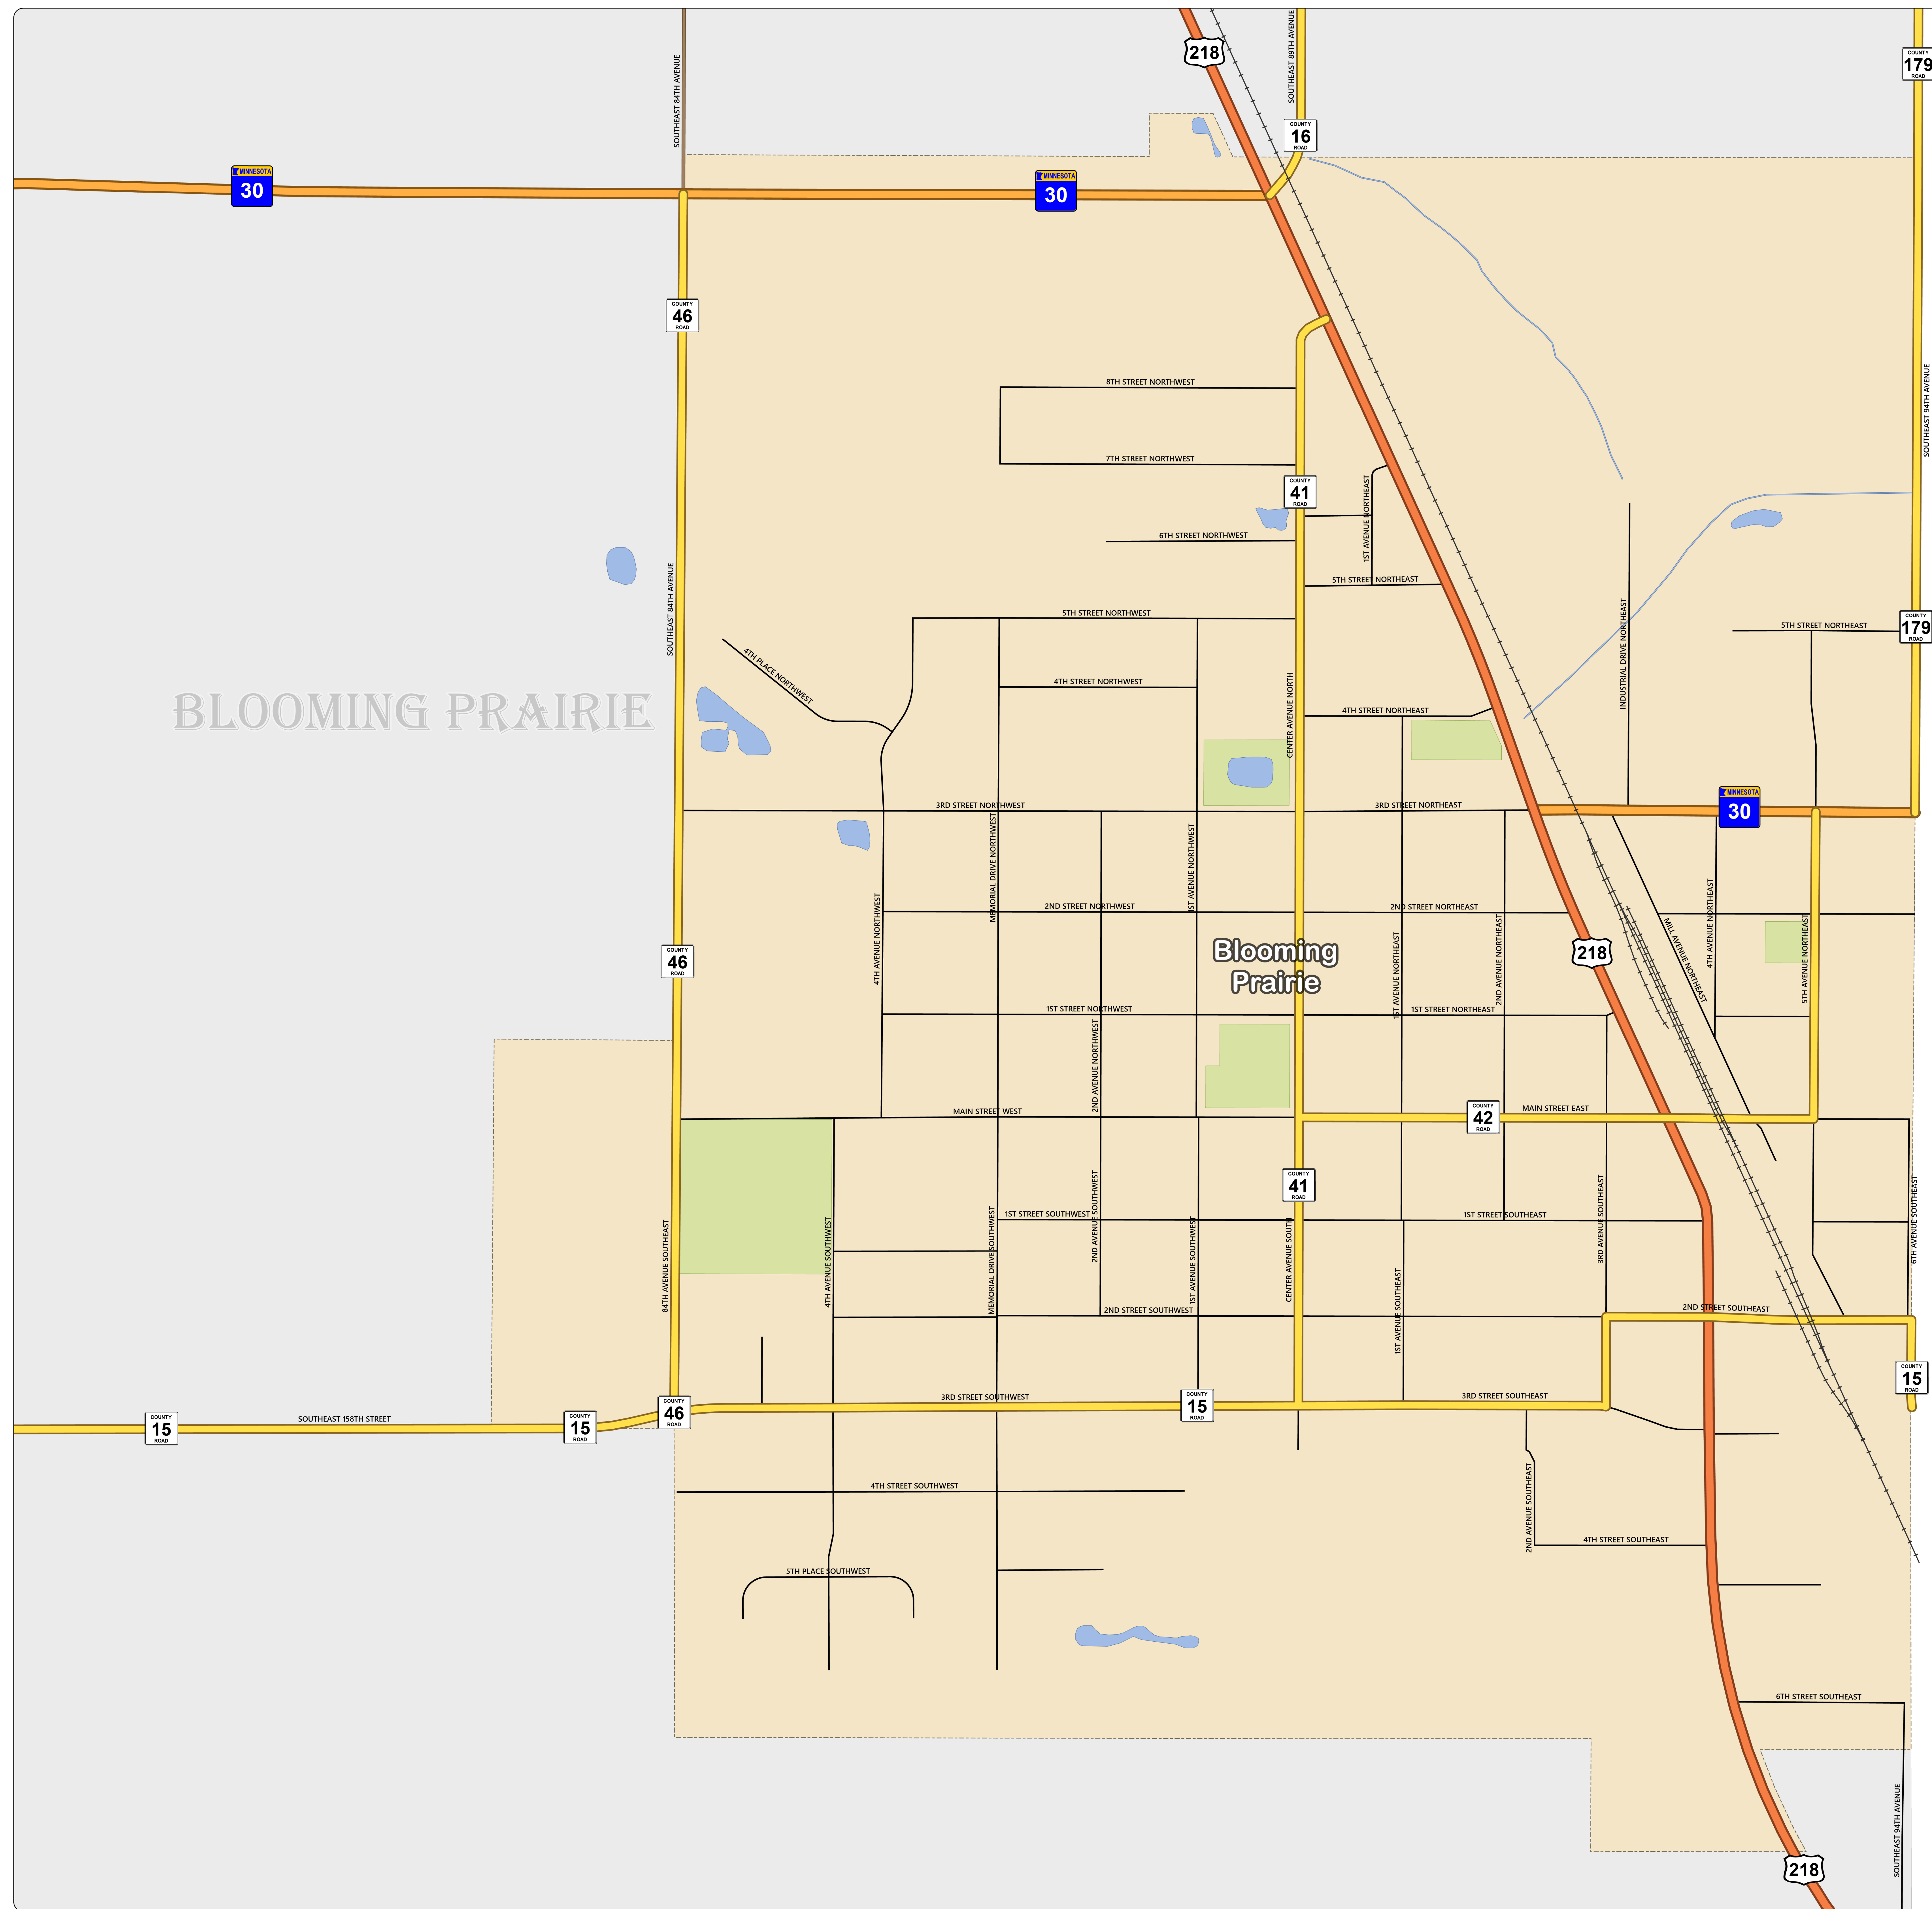 218
SOUTHEAST 89TH AVENUE
COUNTY
179
ROAD
SOUTHEAST 84TH AVENUE
COUNTY
16
ROAD
MINNESOTA
30
MINNESOTA
30
COUNTY
46
ROAD
8TH STREET NORTHWEST
SOUTHEAST 94TH AVENUE
7TH STREET NORTHWEST
COUNTY
41
ROAD
1ST AVENUE NORTHEAST
6TH STREET NORTHWEST
5TH STREET NORTHEAST
SOUTHEAST 84TH AVENUE
5TH STREET NORTHWEST
INDUSTRIAL DRIVE NORTHEAST
5TH STREET NORTHEAST
COUNTY
179
ROAD
4TH PLACE NORTHWEST
4TH STREET NORTHWEST
BLOOMING PRAIRIE
CENTER AVENUE NORTH
4TH STREET NORTHEAST
3RD STREET NORTHWEST
3RD STREET NORTHEAST
MINNESOTA
30
MEMORIAL DRIVE NORTHWEST
1ST AVENUE NORTHWEST
4TH AVENUE NORTHWEST
2ND STREET NORTHWEST
2ND STREET NORTHEAST
4TH AVENUE NORTHEAST
5TH AVENUE NORTHEAST
MILL AVENUE NORTHEAST
COUNTY
46
ROAD
Blooming
Prairie
1ST AVENUE NORTHEAST
2ND AVENUE NORTHEAST
218
1ST STREET NORTHWEST
1ST STREET NORTHEAST
2ND AVENUE NORTHWEST
MAIN STREET WEST
COUNTY
42
ROAD
MAIN STREET EAST
COUNTY
41
ROAD
84TH AVENUE SOUTHEAST
4TH AVENUE SOUTHWEST
MEMORIAL DRIVE SOUTHWEST
1ST STREET SOUTHWEST
2ND AVENUE SOUTHWEST
1ST AVENUE SOUTHWEST
CENTER AVENUE SOUTH
1ST STREET SOUTHEAST
3RD AVENUE SOUTHEAST
6TH AVENUE SOUTHEAST
1ST AVENUE SOUTHEAST
2ND STREET SOUTHWEST
2ND STREET SOUTHEAST
COUNTY
15
ROAD
3RD STREET SOUTHWEST
3RD STREET SOUTHEAST
COUNTY
15
ROAD
SOUTHEAST 158TH STREET
COUNTY
15
ROAD
COUNTY
46
ROAD
COUNTY
15
ROAD
4TH STREET SOUTHWEST
2ND AVENUE SOUTHEAST
4TH STREET SOUTHEAST
5TH PLACE SOUTHWEST
6TH STREET SOUTHEAST
SOUTHEAST 94TH AVENUE
218